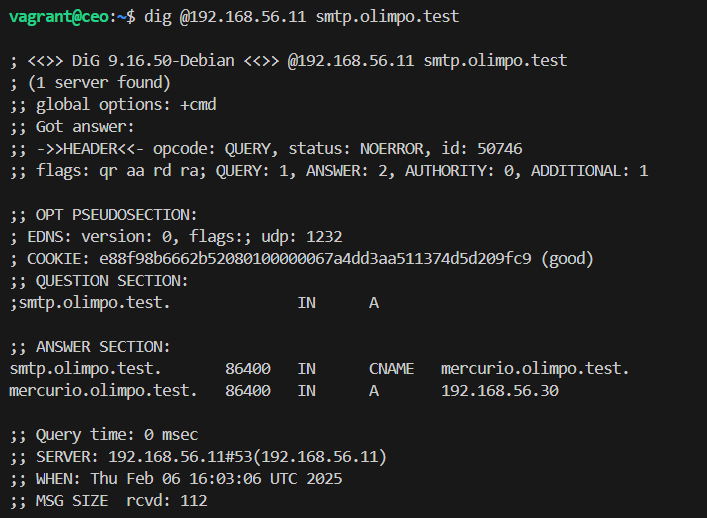 vagrant@ceo:~$ dig @192.168.56.11 smtp.olimpo.test
; <<>> DiG 9.16.50-Debian <<>> @192.168.56.11 smtp.olimpo.test
; (1 server found)
;; global options: +cmd
;; Got answer:
;; ->>HEADER<<- opcode: QUERY, status: NOERROR, id: 50746
;; flags: qr aa rd ra; QUERY: 1, ANSWER: 2, AUTHORITY: 0, ADDITIONAL: 1
;; OPT PSEUDOSECTION:
; EDNS: version: 0, flags:; udp: 1232
; COOKIE: e88f98b6662b52080100000067a4dd3aa511374d5d209fc9 (good)
;; QUESTION SECTION:
;smtp.olimpo.test. IN A
;; ANSWER SECTION:
smtp.olimpo.test. 86400 IN CNAME mercurio.olimpo.test.
mercurio.olimpo.test. 86400 IN A 192.168.56.30
;; Query time: 0 msec
;; SERVER: 192.168.56.11#53(192.168.56.11)
;; WHEN: Thu Feb 06 16:03:06 UTC 2025
;; MSG SIZE  rcvd: 112